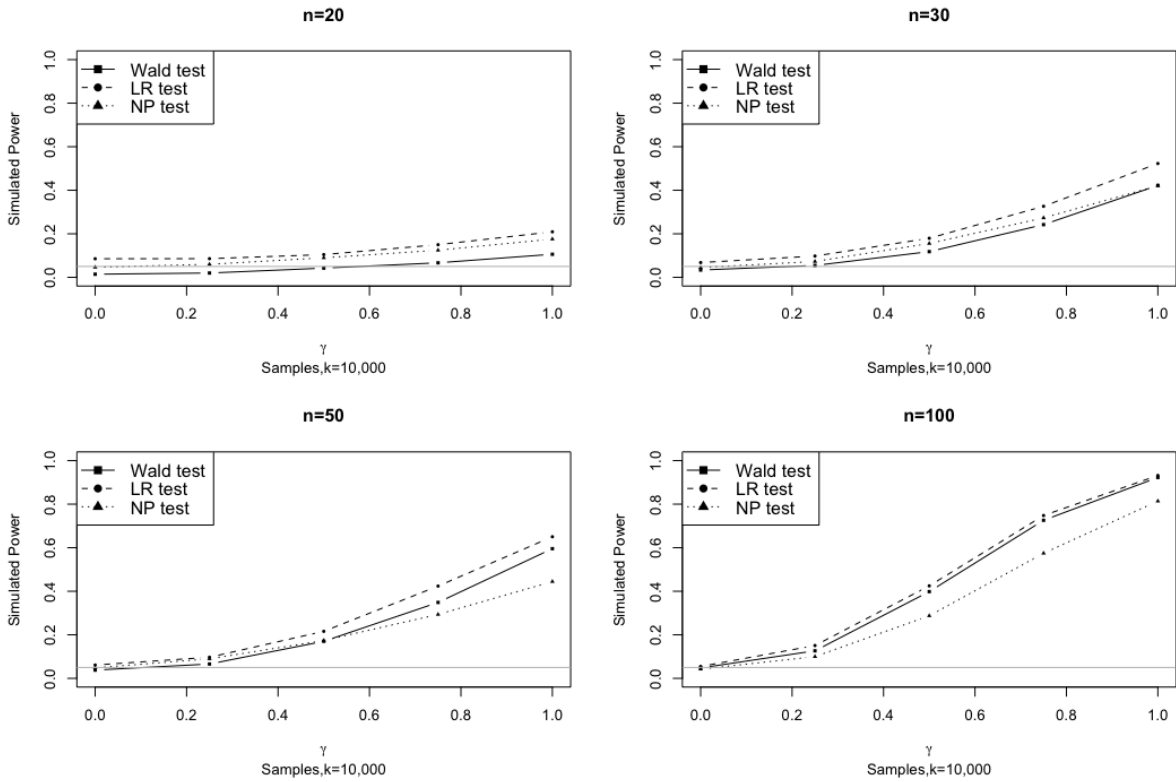 n=20
Simulated Power
1.0
0.8
0.6
0.4
0.2
0.0
Wald test
LR test
NP test
0.0 0.2 0.4 0.6 0.8 1.0
γ
Samples,k=10,000
n=30
Simulated Power
1.0
0.8
0.6
0.4
0.2
0.0
Wald test
LR test
NP test
0.0 0.2 0.4 0.6 0.8 1.0
γ
Samples,k=10,000
n=50
Simulated Power
1.0
0.8
0.6
0.4
0.2
0.0
Wald test
LR test
NP test
0.0 0.2 0.4 0.6 0.8 1.0
γ
Samples,k=10,000
n=100
Simulated Power
1.0
0.8
0.6
0.4
0.2
0.0
Wald test
LR test
NP test
0.0 0.2 0.4 0.6 0.8 1.0
γ
Samples,k=10,000